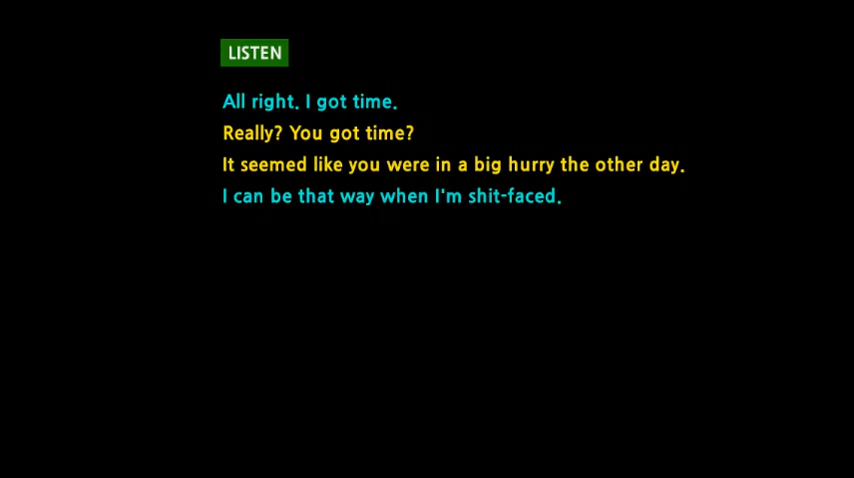 LISTEN
All right. I got time.
Really? You got time?
It seemed like you were in a big hurry the other day.
I can be that way when I'm shit-faced.